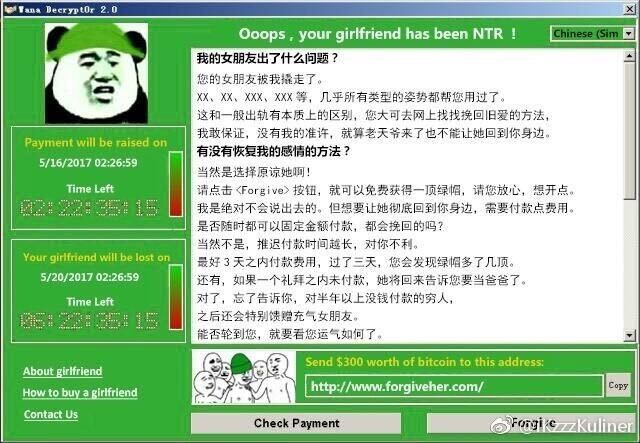 Wana Decrypt0r 2.0
Ooops , your girlfriend has been NTR !
Chinese (Sim
我的女朋友出了什么问题？
您的女朋友被我撬走了。
XX、XX、XXX、XXX 等，几乎所有类型的姿势都帮您用过了。
这和一般出轨有本质上的区别，您大可去网上找找挽回旧爱的方法，
我敢保证，没有我的准许，就算老天爷来了也不能让她回到你身边。
有没有恢复我的感情的方法？
当然是选择原谅她啊！
请点击<Forgive>按钮，就可以免费获得一顶绿帽，请您放心，想开点。
我是绝对不会说出去的。但想要让她彻底回到你身边，需要付款点费用。
是否随时都可以固定金额付款，都会挽回的吗？
当然不是，推迟付款时间越长，对你不利。
最好3天之内付款费用，过了三天，您会发现绿帽多了几顶。
还有，如果一个礼拜之内未付款，她将回来告诉您要当爸爸了。
对了，忘了告诉你，对半年以上没钱付款的穷人，
之后还会特别馈赠充气女朋友。
能否轮到您，就要看您运气如何了。
Payment will be raised on
5/16/2017 02:26:59
Time Left
02:22:35:15
Your girlfriend will be lost on
5/20/2017 02:26:59
Time Left
06:22:35:15
About girlfriend
How to buy a girlfriend
Contact Us
Send $300 worth of bitcoin to this address:
http://www.forgiveher.com/
Copy
Check Payment
Forgive
@fkzzzKuliner